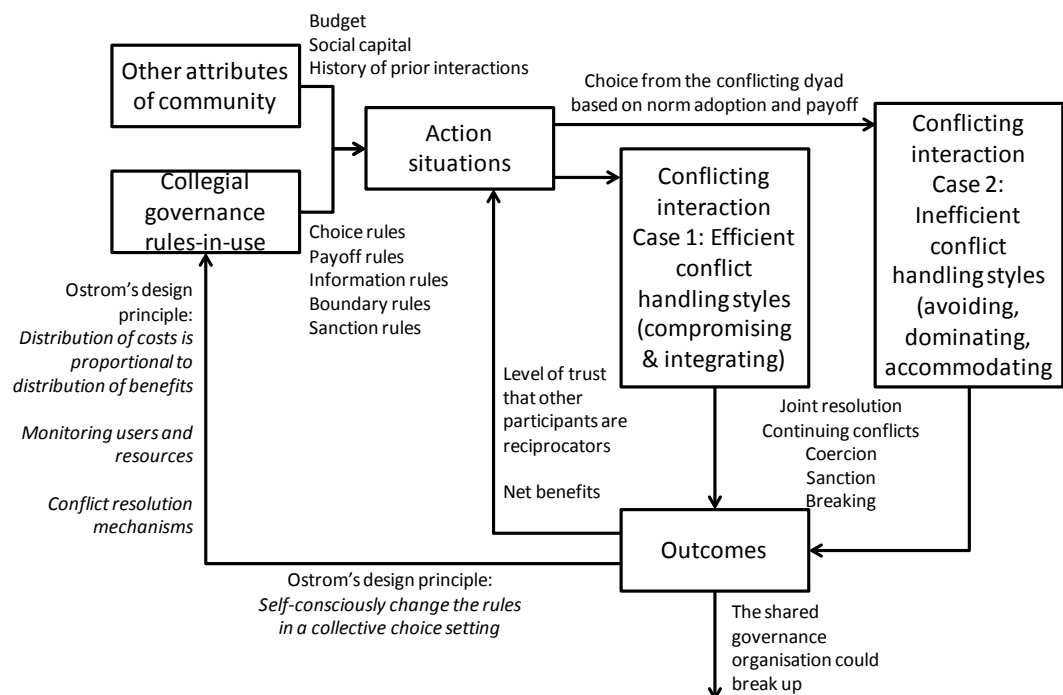 Budget
Social capital
History of prior interactions
Other attributes
of community
Collegial
governance
rules-in-use
Choice rules
Payoff rules
Information rules
Boundary rules
Sanction rules
Action
situations
Choice from the conflicting dyad
based on norm adoption and payoff
Conflicting
interaction
Case 1: Efficient
conflict
handling styles
(compromising
& integrating)
Conflicting
interaction
Case 2:
Inefficient
conflict
handling styles
(avoiding,
dominating,
accommodating
Ostrom’s design
principle:
Distribution of costs is
proportional to
distribution of benefits
Monitoring users and
resources
Conflict resolution
mechanisms
Level of trust
that other
participants are
reciprocators
Net benefits
Joint resolution
Continuing conflicts
Coercion
Sanction
Breaking
Outcomes
Ostrom’s design principle:
Self-consciously change the rules
in a collective choice setting
The shared
governance
organisation could
break up